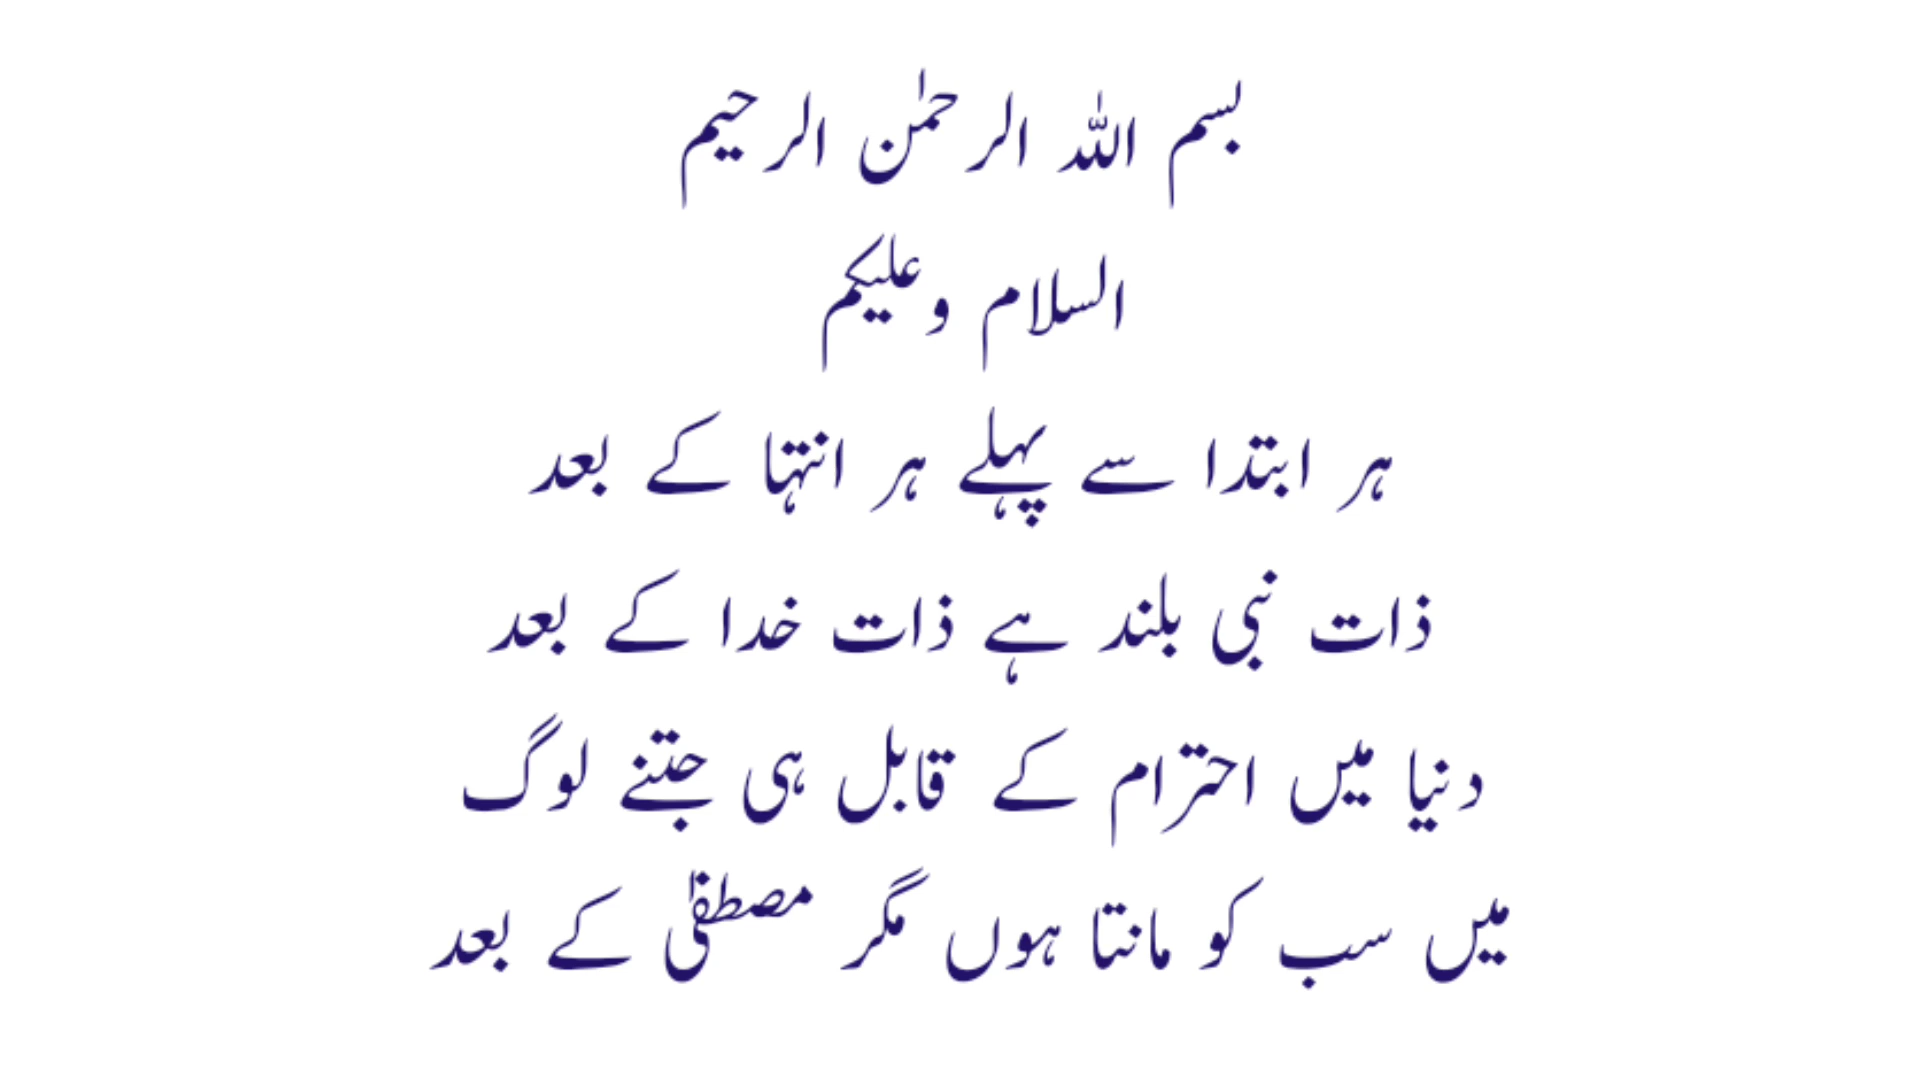 بسم اللہ الرحمٰن الرحیم
السلام وعلیکم
ہر ابتدا سے پہلے ہر انتہا کے بعد
ذات نبی بلند ہے ذات خدا کے بعد
دنیا میں احترام کے قابل ہی جتنے لوگ
میں سب کو مانتا ہوں مگر مصطفٰی کے بعد